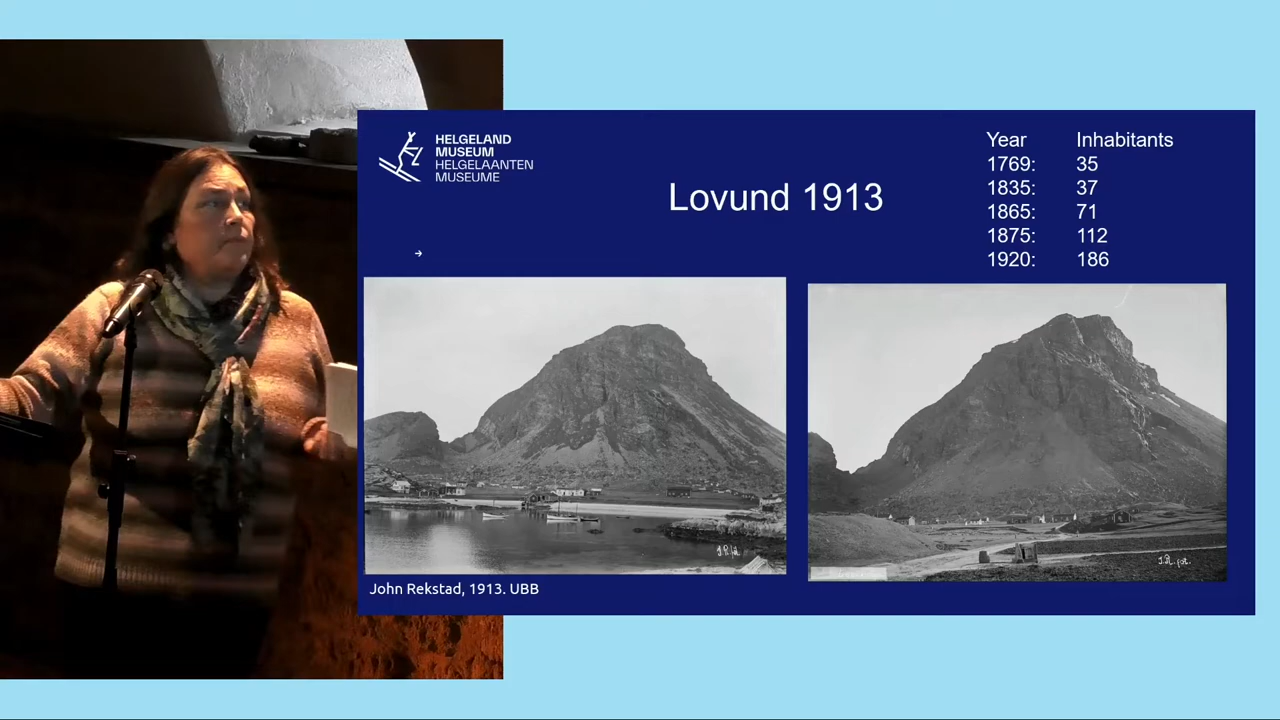 HELGELAND
MUSEUM
HELGELAANTEN
MUSEUME
Lovund 1913
Year Inhabitants
1769: 35
1835: 37
1865: 71
1875: 112
1920: 186
→
J.R. fot.
John Rekstad, 1913. UBB